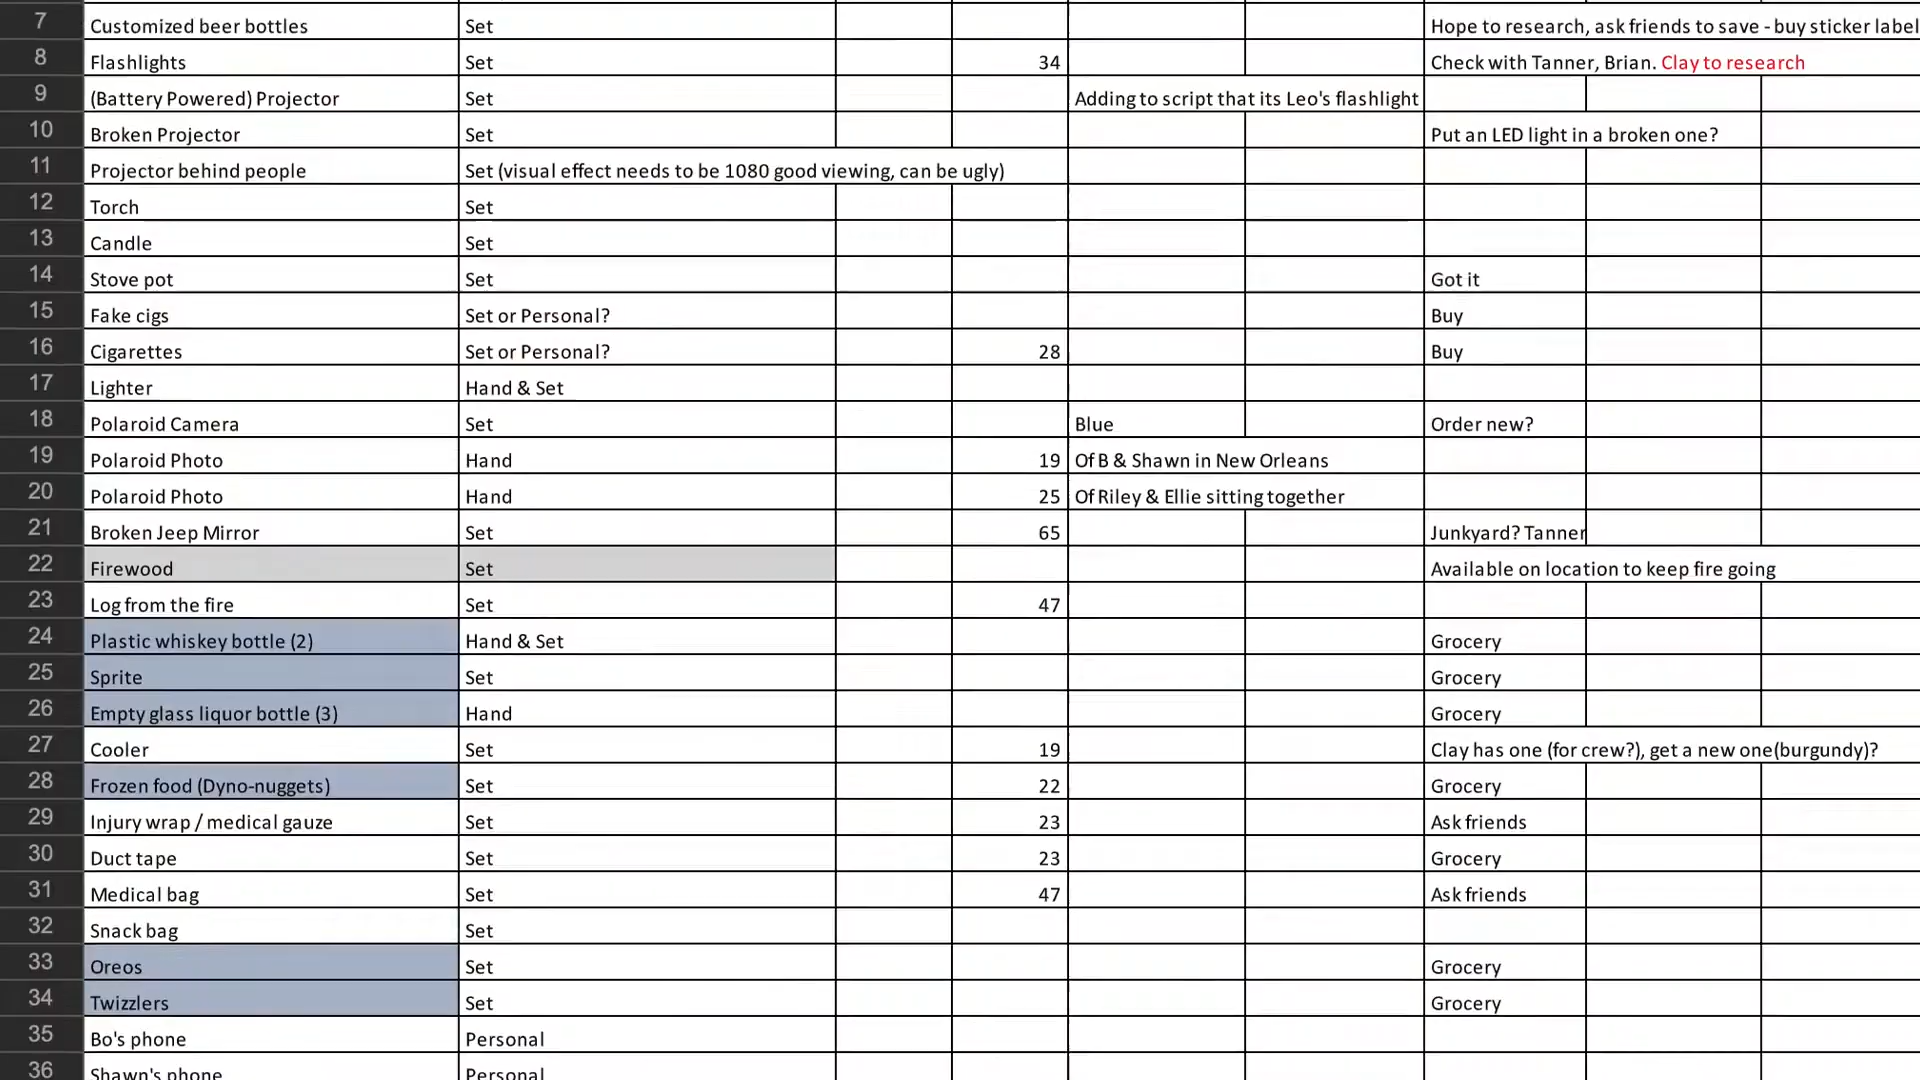 7 Customized beer bottles Set Hope to research, ask friends to save - buy sticker label
8 Flashlights Set 34 Check with Tanner, Brian. Clay to research
9 (Battery Powered) Projector Set Adding to script that its Leo's flashlight
10 Broken Projector Set Put an LED light in a broken one?
11 Projector behind people Set (visual effect needs to be 1080 good viewing, can be ugly)
12 Torch Set
13 Candle Set
14 Stove pot Set Got it
15 Fake cigs Set or Personal? Buy
16 Cigarettes Set or Personal? 28 Buy
17 Lighter Hand & Set
18 Polaroid Camera Set Blue Order new?
19 Polaroid Photo Hand 19 Of B & Shawn in New Orleans
20 Polaroid Photo Hand 25 Of Riley & Ellie sitting together
21 Broken Jeep Mirror Set 65 Junkyard? Tanner
22 Firewood Set Available on location to keep fire going
23 Log from the fire Set 47
24 Plastic whiskey bottle (2) Hand & Set Grocery
25 Sprite Set Grocery
26 Empty glass liquor bottle (3) Hand Grocery
27 Cooler Set 19 Clay has one (for crew?), get a new one(burgundy)?
28 Frozen food (Dyno-nuggets) Set 22 Grocery
29 Injury wrap / medical gauze Set 23 Ask friends
30 Duct tape Set 23 Grocery
31 Medical bag Set 47 Ask friends
32 Snack bag Set
33 Oreos Set Grocery
34 Twizzlers Set Grocery
35 Bo's phone Personal
36 Shawn's phone Personal